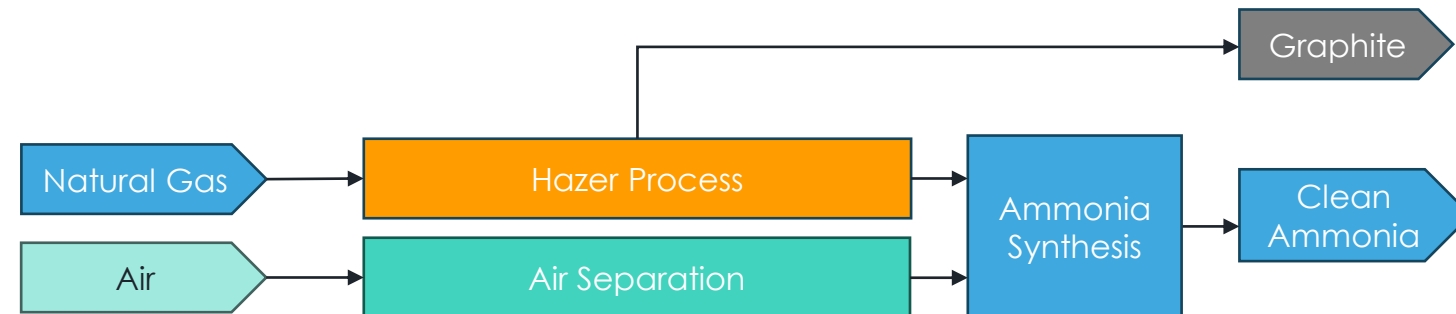 Graphite
Natural Gas
Hazer Process
Ammonia
Synthesis
Clean
Ammonia
Air
Air Separation